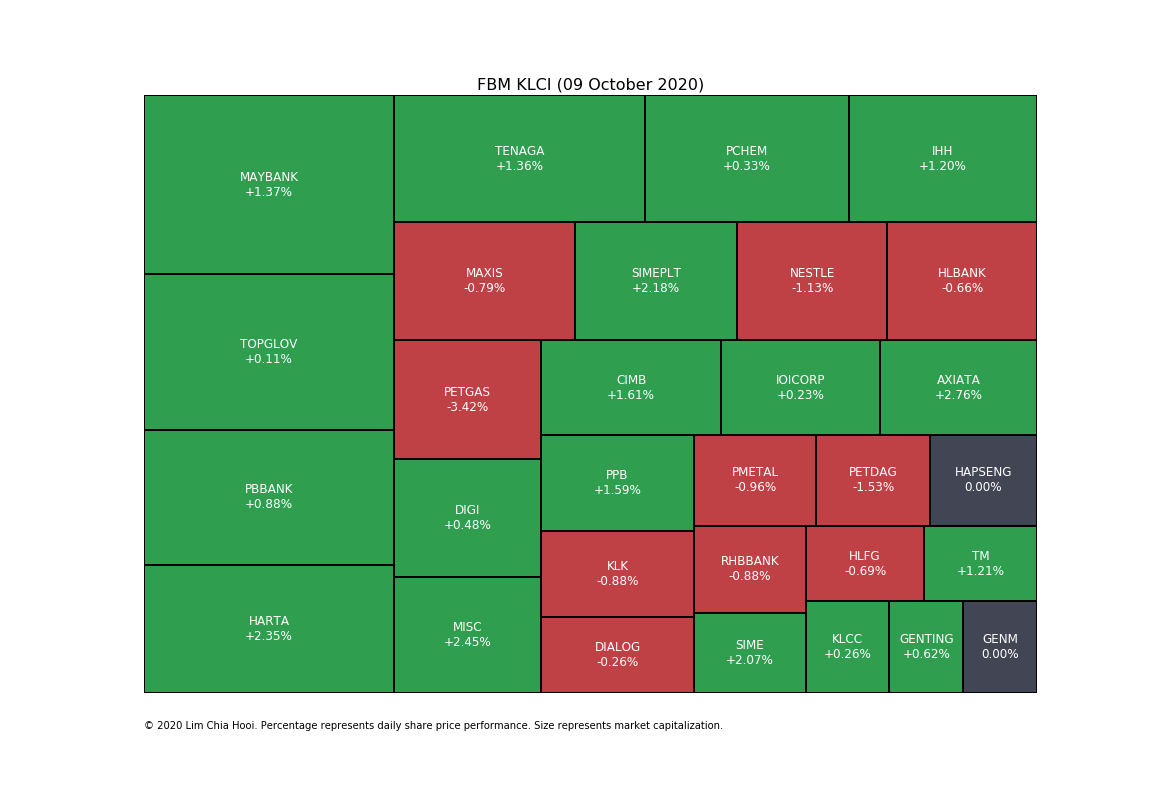 FBM KLCI (09 October 2020)
MAYBANK
+1.37%
TENAGA
+1.36%
PCHEM
+0.33%
IHH
+1.20%
MAXIS
-0.79%
SIMEPLT
+2.18%
NESTLE
-1.13%
HLBANK
-0.66%
TOPGLOV
+0.11%
PETGAS
-3.42%
CIMB
+1.61%
IOICORP
+0.23%
AXIATA
+2.76%
PBBANK
+0.88%
DIGI
+0.48%
PPB
+1.59%
PMETAL
-0.96%
PETDAG
-1.53%
HAPSENG
0.00%
KLK
-0.88%
RHBBANK
-0.88%
HLFG
-0.69%
TM
+1.21%
HARTA
+2.35%
MISC
+2.45%
DIALOG
-0.26%
SIME
+2.07%
KLCC
+0.26%
GENTING
+0.62%
GENM
0.00%
© 2020 Lim Chia Hooi. Percentage represents daily share price performance. Size represents market capitalization.